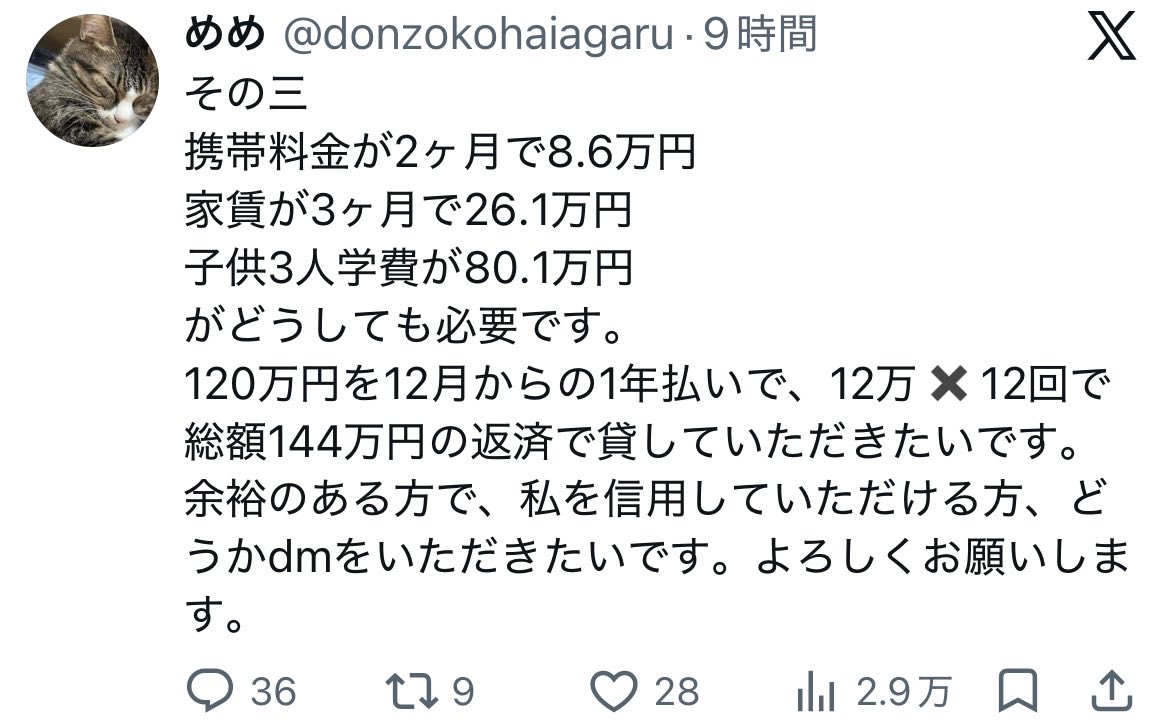 めめ @donzokohaiagaru · 9時間
その三
携帯料金が2ヶ月で8.6万円
家賃が3ヶ月で26.1万円
子供3人学費が80.1万円
がどうしても必要です。
120万円を12月からの1年払いで、12万✖12回で
総額144万円の返済で貸していただきたいです。
余裕のある方で、私を信用していただける方、ど
うかdmをいただきたいです。よろしくお願いしま
す。
36 9 28 2.9万